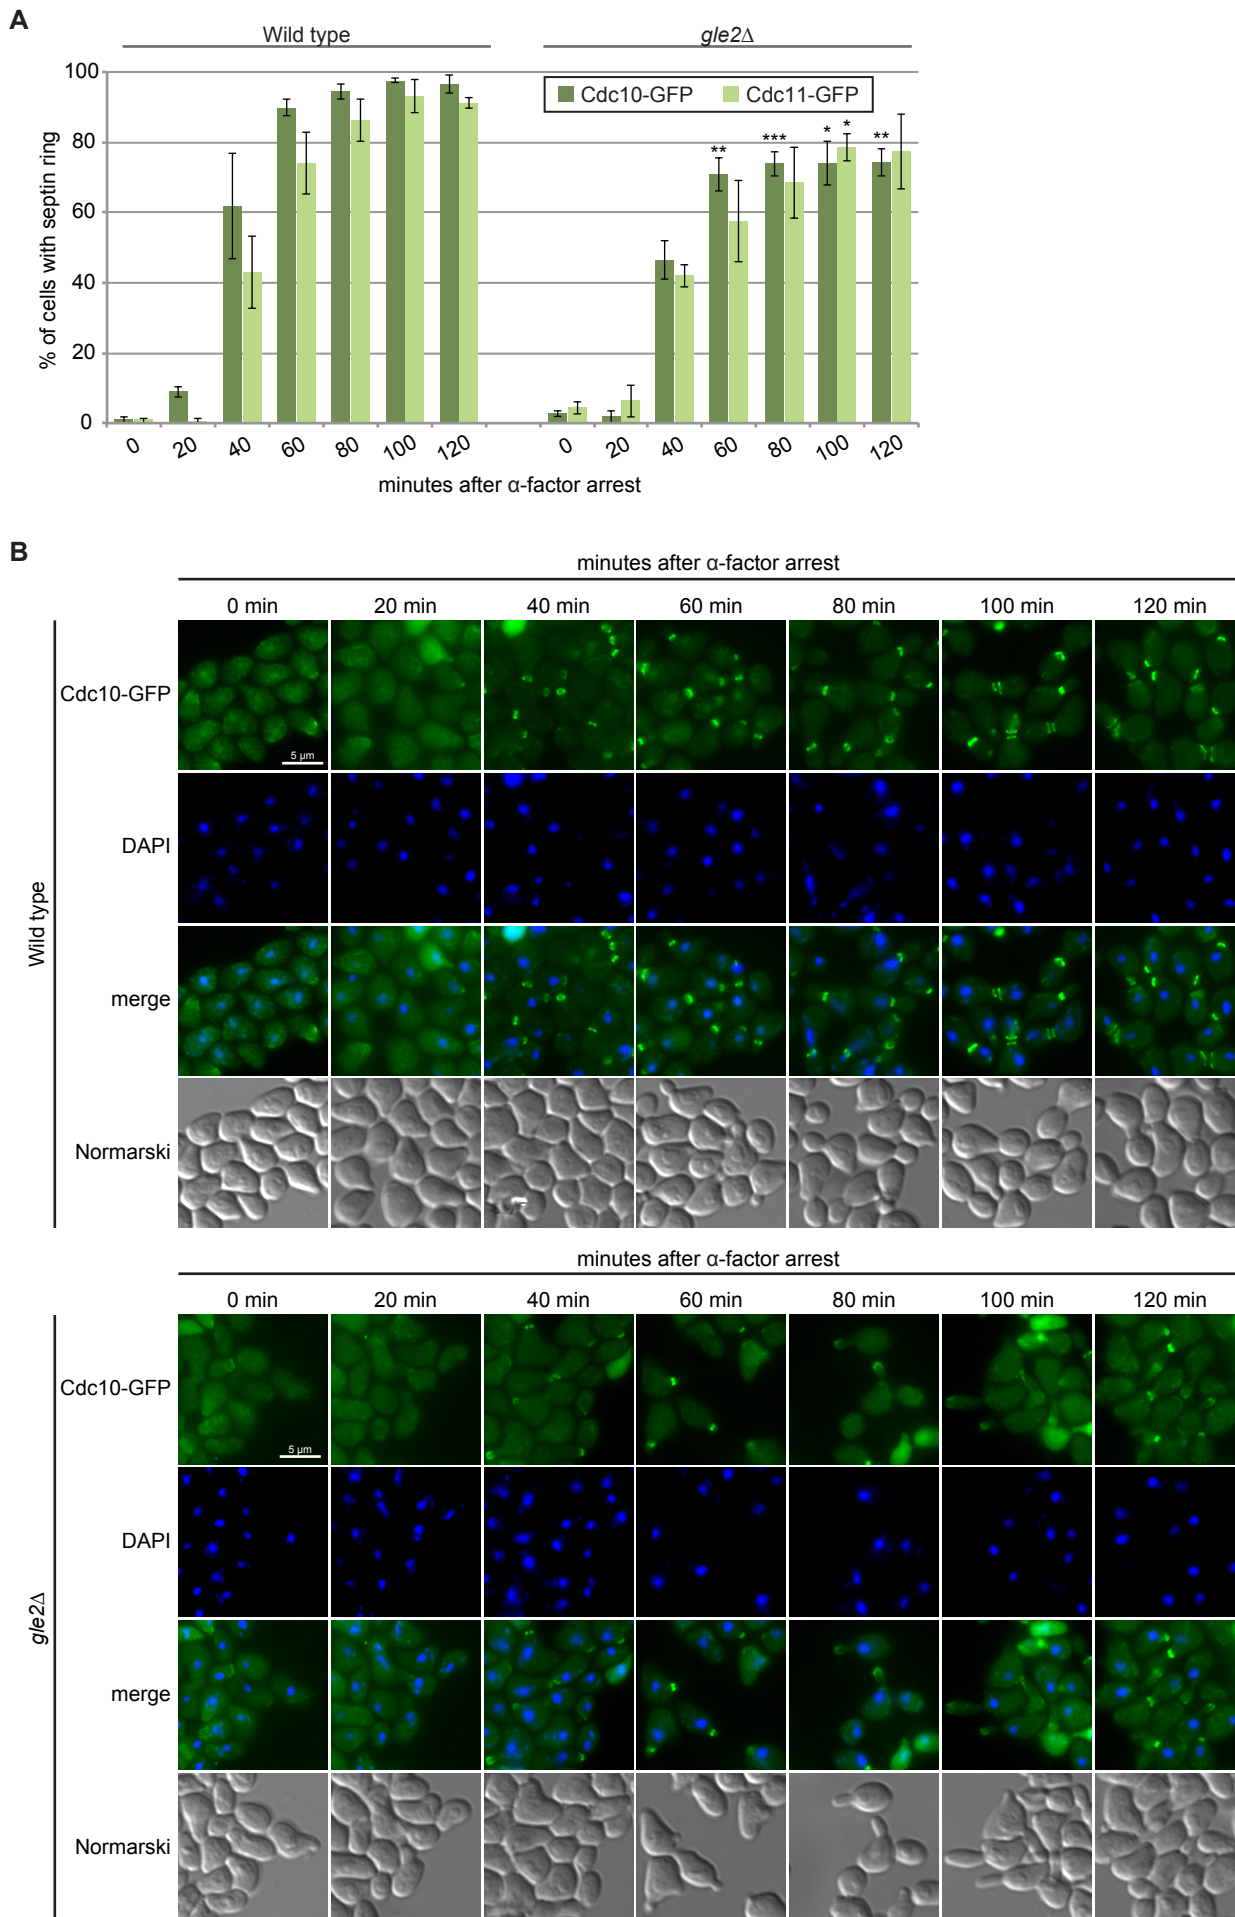 A
Wild type
gle2Δ
Cdc10-GFP
Cdc11-GFP
% of cells with septin ring
100
80
60
40
20
0
** *** * * **
0 20 40 60 80 100 120
0 20 40 60 80 100 120
minutes after α-factor arrest
B
minutes after α-factor arrest
0 min 20 min 40 min 60 min 80 min 100 min 120 min
Wild type
Cdc10-GFP
5 µm
DAPI
merge
Normarski
minutes after α-factor arrest
0 min 20 min 40 min 60 min 80 min 100 min 120 min
gle2Δ
Cdc10-GFP
5 µm
DAPI
merge
Normarski